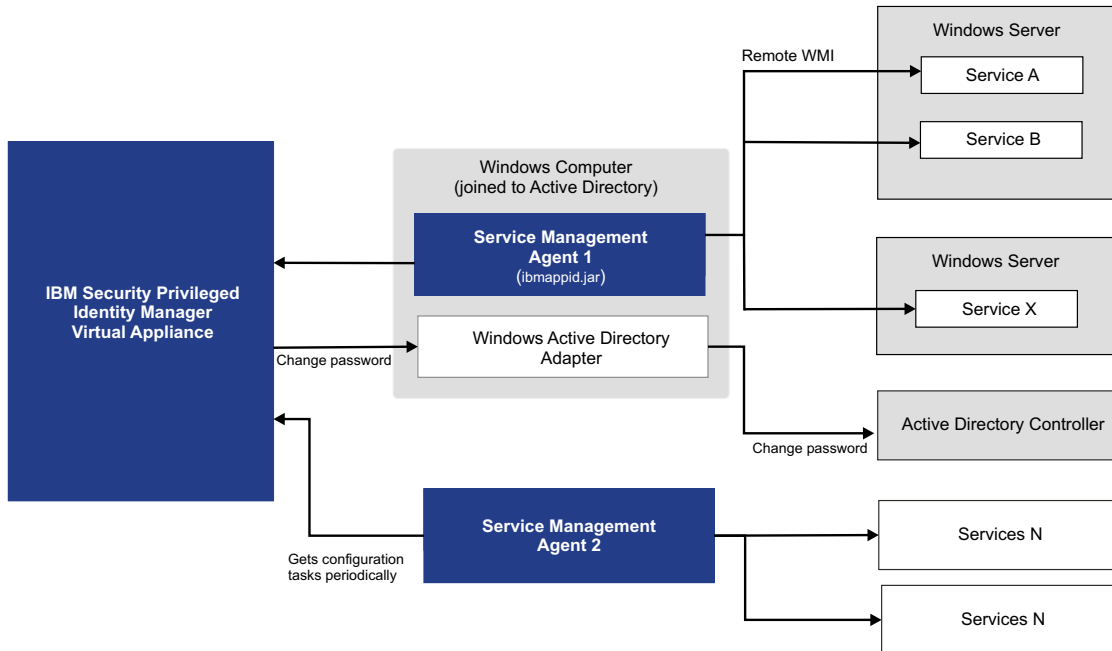 Windows Server
Remote WMI
Service A
Service B
Windows Computer
(joined to Active Directory)
Service Management
Agent 1
(ibmappid.jar)
Windows Server
Service X
IBM Security Privileged
Identity Manager
Virtual Appliance
Change password
Windows Active Directory
Adapter
Active Directory Controller
Change password
Service Management
Agent 2
Gets configuration
tasks periodically
Services N
Services N